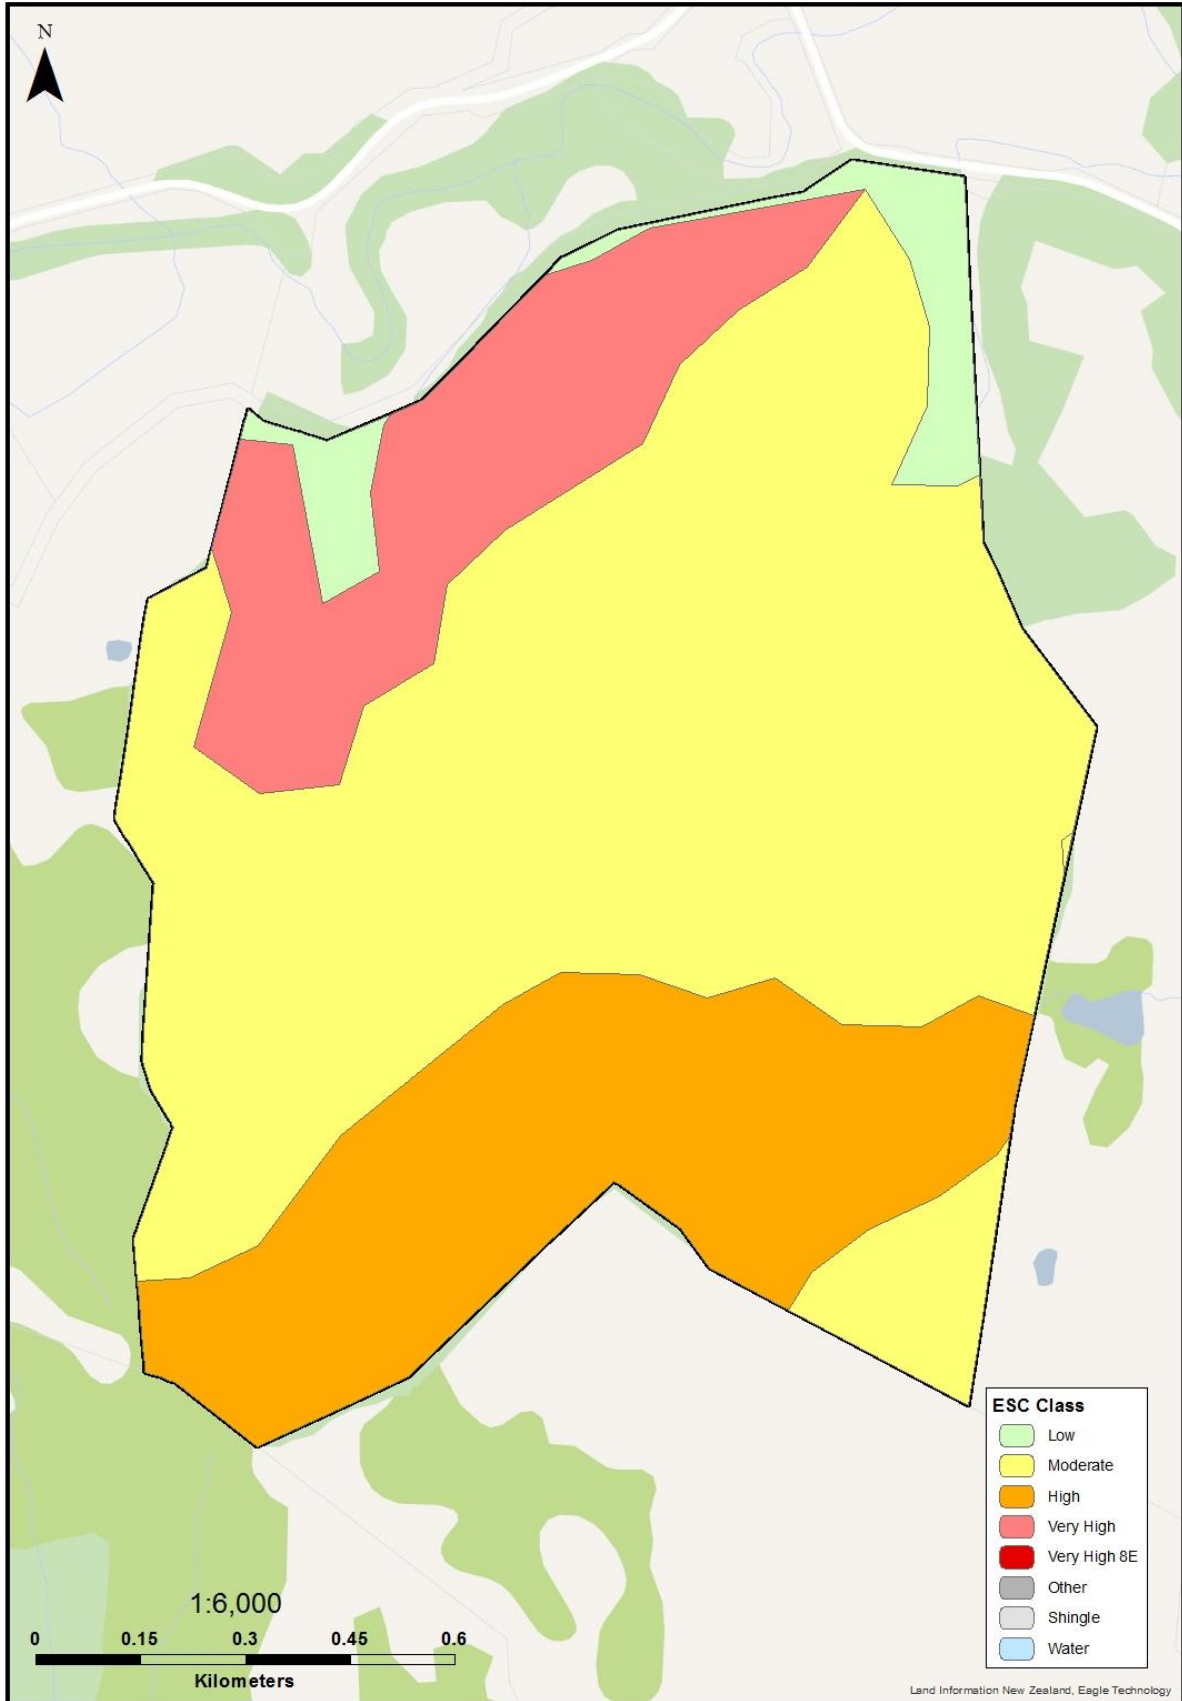 N
ESC Class
Low
Moderate
High
Very High
Very High 8E
Other
Shingle
Water
1:6,000
0 0.15 0.3 0.45 0.6
Kilometers
Land Information New Zealand, Eagle Technology